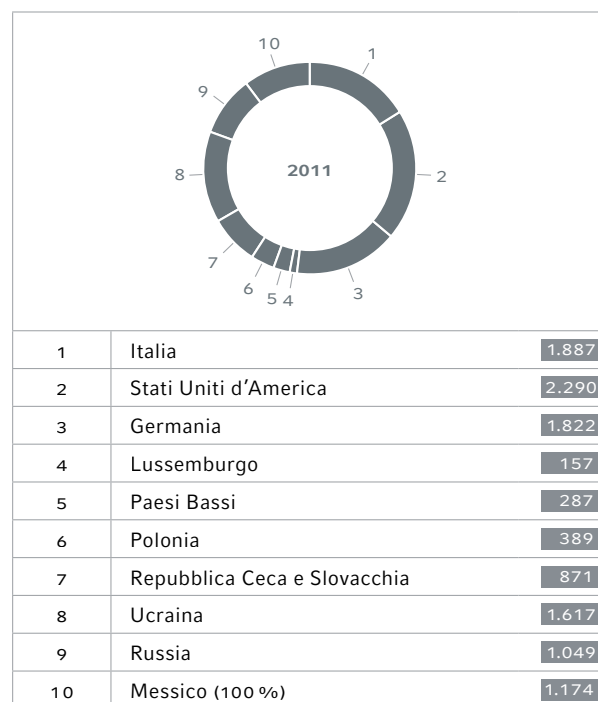 10
1
9
2011
8
2
7
6
5
4
3
1 Italia 1.887
2 Stati Uniti d’America 2.290
3 Germania 1.822
4 Lussemburgo 157
5 Paesi Bassi 287
6 Polonia 389
7 Repubblica Ceca e Slovacchia 871
8 Ucraina 1.617
9 Russia 1.049
10 Messico (100 %) 1.174